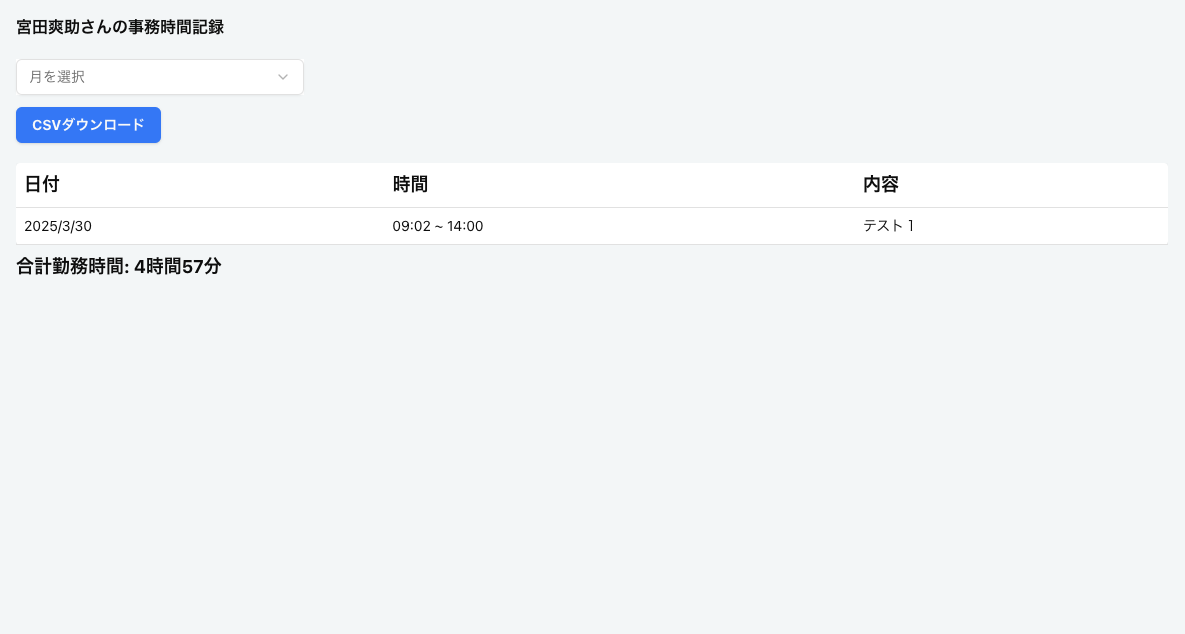 宮田爽助さんの事務時間記録
月を選択
CSVダウンロード
日付 時間 内容
2025/3/30 09:02 ~ 14:00 テスト1
合計勤務時間: 4時間57分